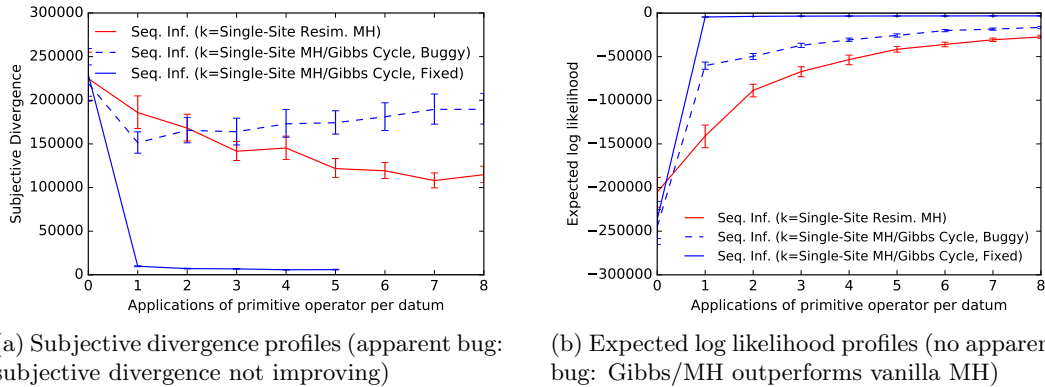 300000
250000
200000
150000
100000
50000
0
Subjective Divergence
Seq. Inf. (k=Single-Site Resim. MH)
Seq. Inf. (k=Single-Site MH/Gibbs Cycle, Buggy)
Seq. Inf. (k=Single-Site MH/Gibbs Cycle, Fixed)
0 1 2 3 4 5 6 7 8
Applications of primitive operator per datum
(a) Subjective divergence profiles (apparent bug:
subjective divergence not improving)
0
−50000
−100000
−150000
−200000
−250000
−300000
Expected log likelihood
Seq. Inf. (k=Single-Site Resim. MH)
Seq. Inf. (k=Single-Site MH/Gibbs Cycle, Buggy)
Seq. Inf. (k=Single-Site MH/Gibbs Cycle, Fixed)
0 1 2 3 4 5 6 7 8
Applications of primitive operator per datum
(b) Expected log likelihood profiles (no apparent
bug: Gibbs/MH outperforms vanilla MH)